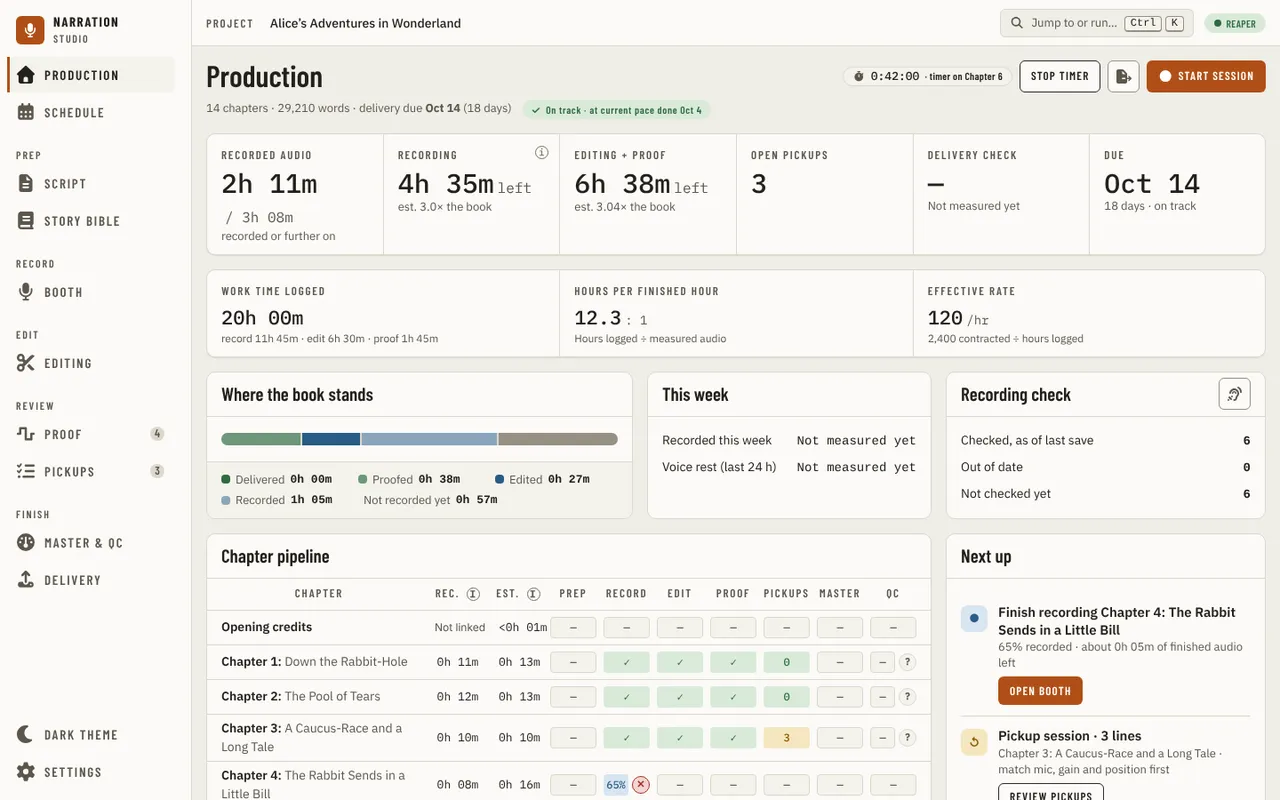 NARRATION
STUDIO
PRODUCTION
SCHEDULE
PREP
SCRIPT
STORY BIBLE
RECORD
BOOTH
EDIT
EDITING
REVIEW
PROOF 4
PICKUPS 3
FINISH
MASTER & QC
DELIVERY
DARK THEME
SETTINGS
PROJECT Alice’s Adventures in Wonderland
Jump to or run… Ctrl K
REAPER
Production
0:42:00 · timer on Chapter 6
STOP TIMER
START SESSION
14 chapters · 29,210 words · delivery due Oct 14 (18 days)
✓ On track · at current pace done Oct 4
RECORDED AUDIO
2h 11m
/ 3h 08m
recorded or further on
RECORDING
4h 35m left
est. 3.0× the book
EDITING + PROOF
6h 38m left
est. 3.04× the book
OPEN PICKUPS
3
DELIVERY CHECK
—
Not measured yet
DUE
Oct 14
18 days · on track
WORK TIME LOGGED
20h 00m
record 11h 45m · edit 6h 30m · proof 1h 45m
HOURS PER FINISHED HOUR
12.3 : 1
Hours logged ÷ measured audio
EFFECTIVE RATE
120 /hr
2,400 contracted ÷ hours logged
Where the book stands
Delivered 0h 00m Proofed 0h 38m Edited 0h 27m
Recorded 1h 05m Not recorded yet 0h 57m
This week
Recorded this week Not measured yet
Voice rest (last 24 h) Not measured yet
Recording check
Checked, as of last save 6
Out of date 0
Not checked yet 6
Chapter pipeline
CHAPTER REC. EST. PREP RECORD EDIT PROOF PICKUPS MASTER QC
Opening credits Not linked <0h 01m — — — — — — —
Chapter 1: Down the Rabbit-Hole 0h 11m 0h 13m — ✓ ✓ ✓ 0 — — ?
Chapter 2: The Pool of Tears 0h 12m 0h 13m — ✓ ✓ ✓ 0 — — ?
Chapter 3: A Caucus-Race and a
Long Tale 0h 10m 0h 10m — ✓ ✓ ✓ 3 — — ?
Chapter 4: The Rabbit Sends in a
Little Bill 0h 08m 0h 16m — 65% ✕ — — — — —
Next up
Finish recording Chapter 4: The Rabbit
Sends in a Little Bill
65% recorded · about 0h 05m of finished audio
left
OPEN BOOTH
Pickup session · 3 lines
Chapter 3: A Caucus-Race and a Long Tale ·
match mic, gain and position first
REVIEW PICKUPS